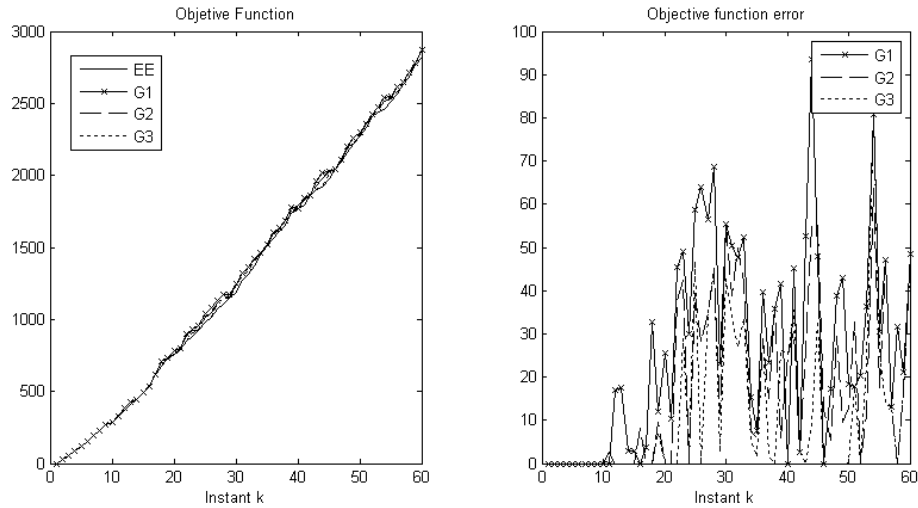 Objetive Function
3000
2500
2000
1500
1000
500
0
EE
G1
G2
G3
0 10 20 30 40 50 60
Instant k
Objective function error
100
90
80
70
60
50
40
30
20
10
0
G1
G2
G3
0 10 20 30 40 50 60
Instant k